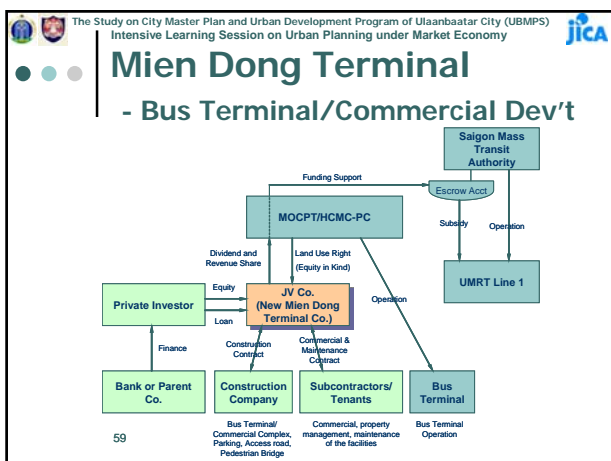 The Study on City Master Plan and Urban Development Program of Ulaanbaatar City (UBMPS)
Intensive Learning Session on Urban Planning under Market Economy
jICA
Mien Dong Terminal
- Bus Terminal/Commercial Dev't
Saigon Mass
Transit
Authority
Funding Support
Escrow Acct
MOCPT/HCMC-PC
Subsidy
Operation
Dividend and
Revenue Share
Land Use Right
(Equity in Kind)
UMRT Line 1
Private Investor
Equity
Loan
JV Co.
(New Mien Dong
Terminal Co.)
Operation
Finance
Construction
Contract
Commercial &
Maintenance
Contract
Bank or Parent
Co.
Construction
Company
Subcontractors/
Tenants
Bus
Terminal
Bus Terminal/
Commercial Complex,
Parking, Access road,
Pedestrian Bridge
Commercial, property
management, maintenance
of the facilities
Bus Terminal
Operation
59